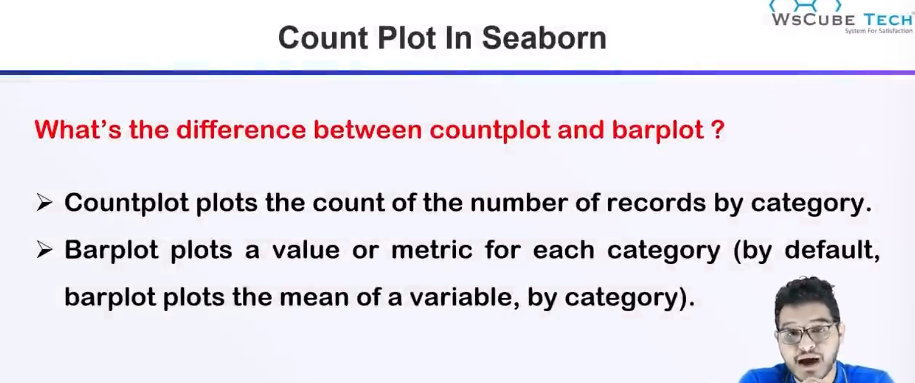 WsCube Tech
System For Satisfaction
Count Plot In Seaborn
What's the difference between countplot and barplot ?
➢ Countplot plots the count of the number of records by category.
➢ Barplot plots a value or metric for each category (by default,
barplot plots the mean of a variable, by category).